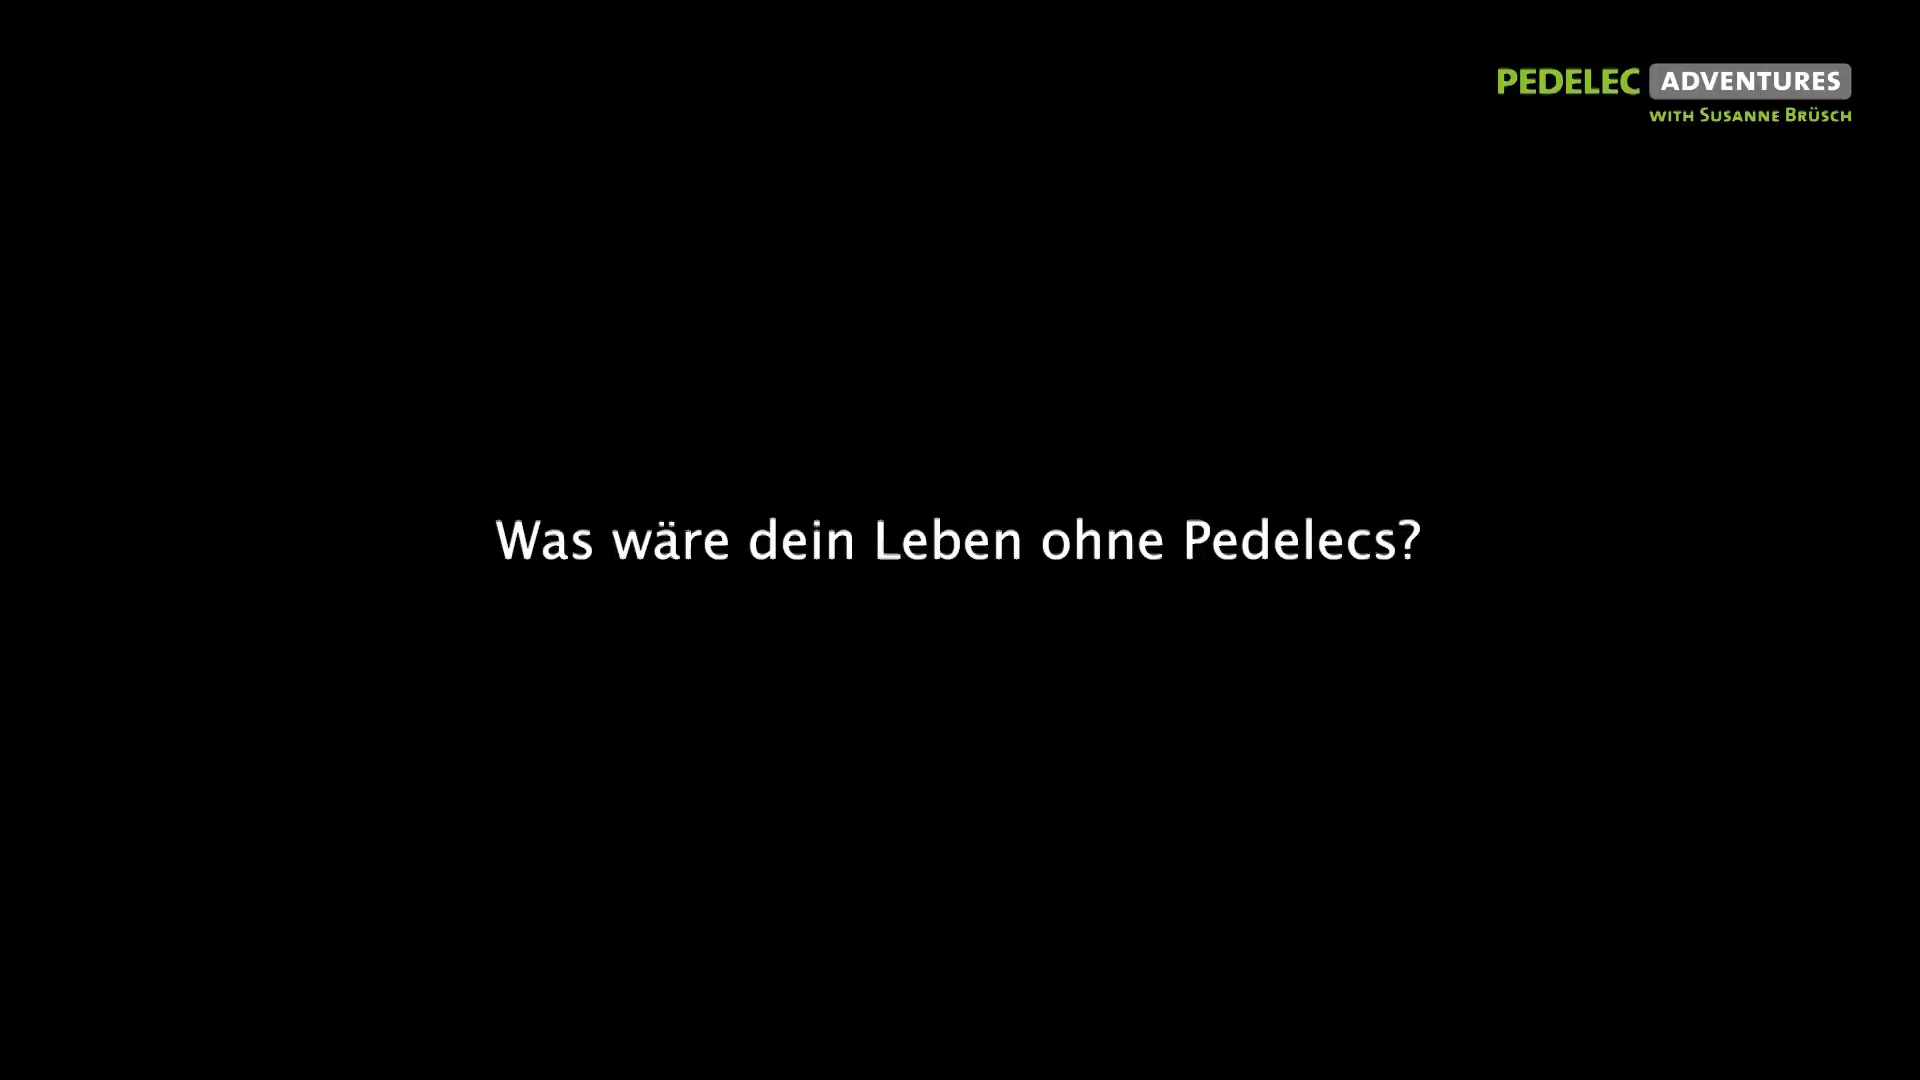 PEDELEC ADVENTURES
WITH SUSANNE BRÜSCH
Was wäre dein Leben ohne Pedelecs?